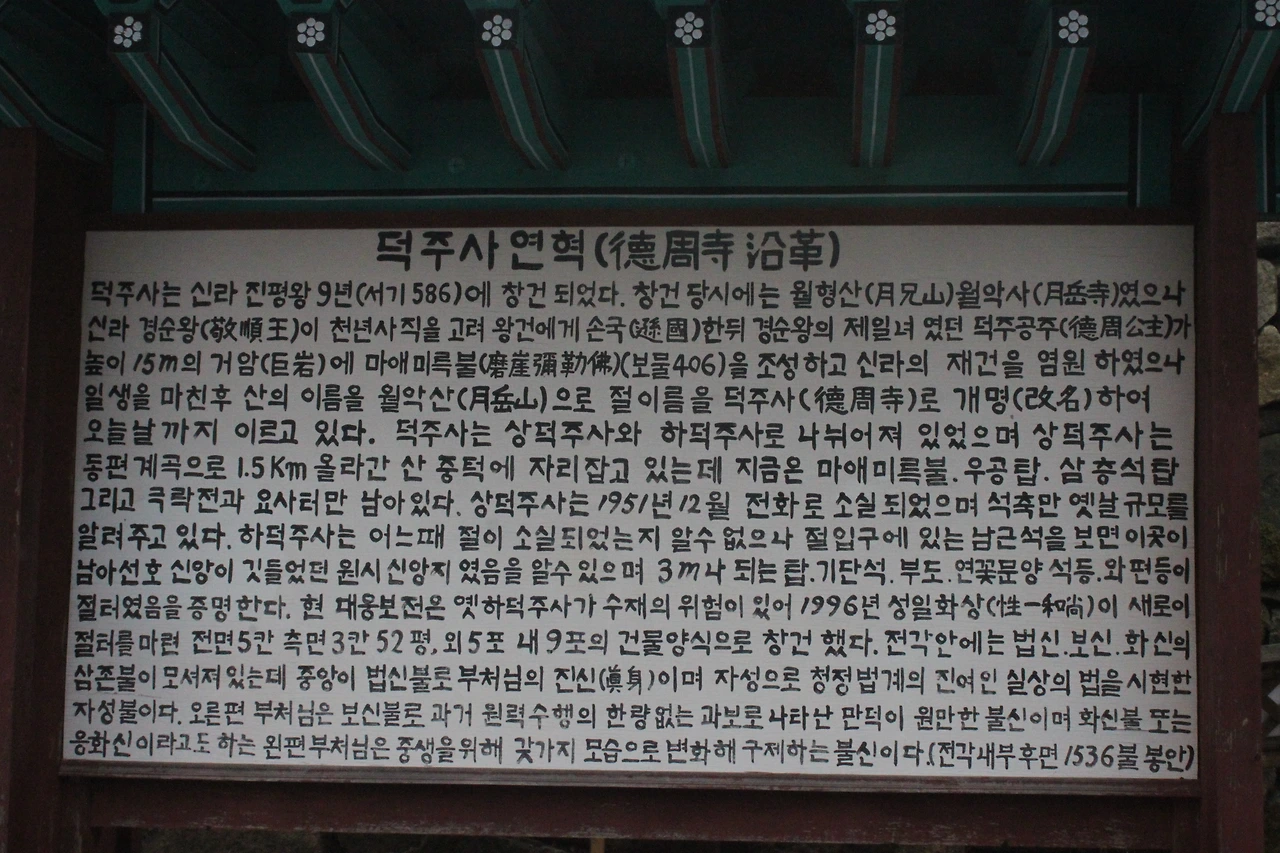 덕주사 연혁(德周寺 沿革)
덕주사는 신라 진평왕 9년(서기 586)에 창건 되었다. 창건 당시에는 월형산(月兄山)월악사(月岳寺)였으나
신라 경순왕(敬順王)이 천년사직을 고려 왕건에게 손국(遜國)한뒤 경순왕의 제일녀 였던 덕주공주(德周公主)가
높이 15m의 거암(巨岩)에 마애미륵불(磨崖彌勒佛)(보물406)을 조성하고 신라의 재건을 염원 하였으나
일생을 마친후 산의 이름을 월악산(月岳山)으로 절이름을 덕주사(德周寺)로 개명(改名)하여
오늘날까지 이르고 있다. 덕주사는 상덕주사와 하덕주사로 나뉘어져 있었으며 상덕주사는
동편계곡으로 1.5Km 올라간 산 중턱에 자리잡고 있는데 지금은 마애미륵불. 우공탑. 삼층석탑
그리고 극락전과 요사터만 남아있다. 상덕주사는 1951년 12월 전화로 소실되었으며 석축만 옛날규모를
알려주고 있다. 하덕주사는 어느때 절이 소실되었는지 알수없으나 절입구에 있는 남근석을 보면 이곳이
남아선호 신앙이 깃들었던 원시신앙지 였음을 알수있으며 3m나 되는 탑.기단석. 부도. 연꽃문양 석등.와편등이
절터였음을 증명한다. 현 대웅보전은 옛하덕주사가 수재의 위험이 있어 1996년 성일화상(性一和尙)이 새로이
절터를 마련 전면5칸 측면3칸 52평, 외5포 내9포의 건물양식으로 창건 했다. 전각안에는 법신.보신.화신의
삼존불이 모셔져있는데 중앙이 법신불로 부처님의 진신(眞身)이며 자성으로 청정법계의 진여인 실상의 법을 시현한
자성불이다. 오른편 부처님은 보신불로 과거 원력수행의 한량없는 과보로 나타난 만덕이 원만한 불신이며 화신불 또는
응화신이라고도 하는 왼편부처님은 중생을위해 갖가지 모습으로 변화해 구제하는 불신이다.(전각내부후면 1536불 봉안)